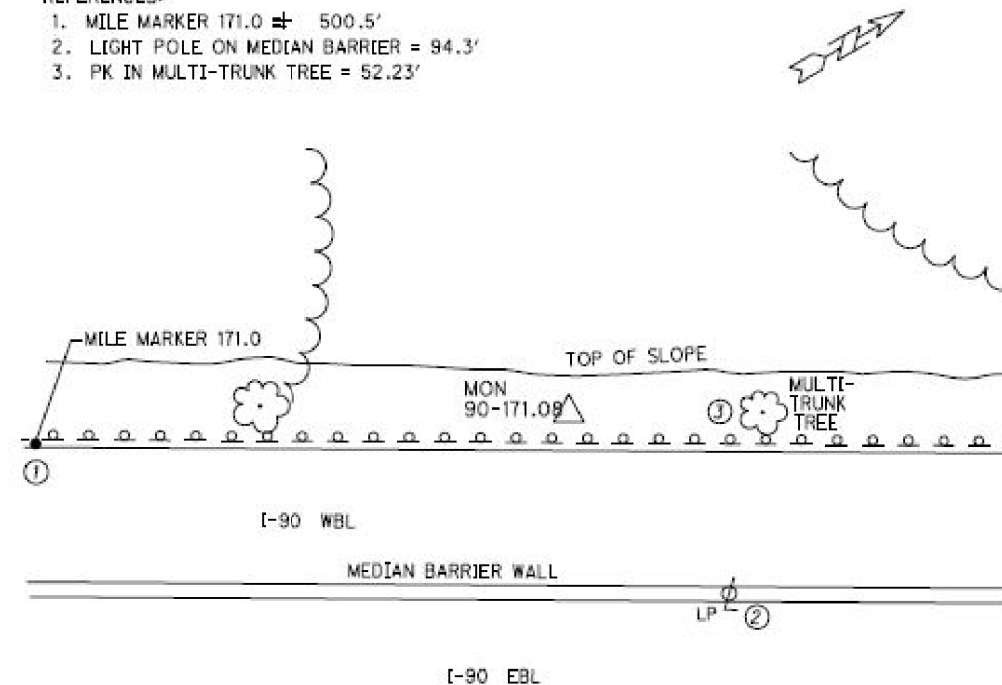 1. MILE MARKER 171.0 ± 500.5'
2. LIGHT POLE ON MEDIAN BARRIER = 94.3'
3. PK IN MULTI-TRUNK TREE = 52.23'
MILE MARKER 171.0
TOP OF SLOPE
MON
90-171.08
3
MULTI-
TRUNK
TREE
1
I-90 WBL
MEDIAN BARRIER WALL
LP 2
I-90 EBL